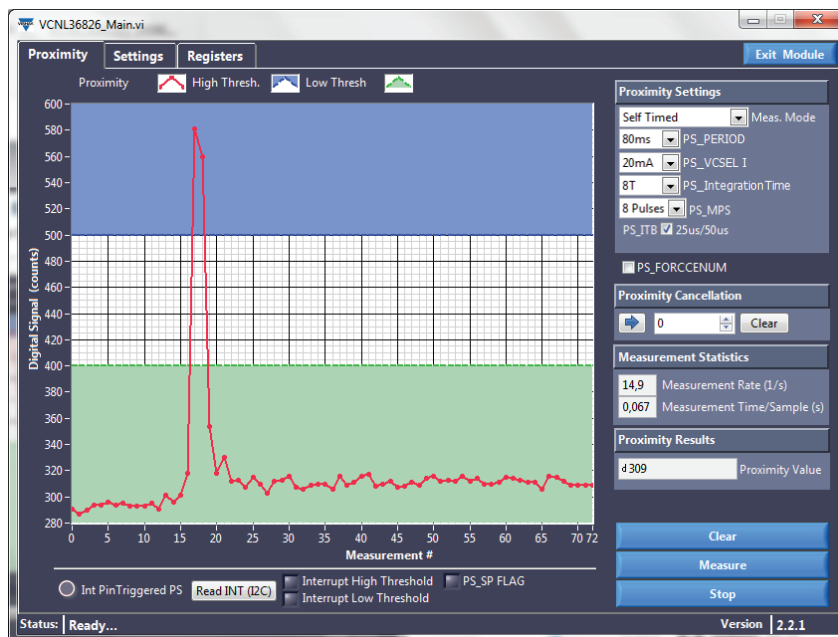 VCNL36826_Main.vi
Proximity Settings Registers Exit Module
Proximity High Thresh. Low Thresh
600
580
560
540
520
500
480
460
440
420
400
380
360
340
320
300
280
Digital Signal (counts)
0 5 10 15 20 25 30 35 40 45 50 55 60 65 70 72
Measurement #
Proximity Settings
Self Timed Meas. Mode
80ms PS_PERIOD
20mA PS_VCSEL I
8T PS_IntegrationTime
8 Pulses PS_MPS
PS_ITB 25us/50us
PS_FORCCENUM
Proximity Cancellation
0 Clear
Measurement Statistics
14,9 Measurement Rate (1/s)
0,067 Measurement Time/Sample (s)
Proximity Results
d 309 Proximity Value
Clear
Measure
Stop
Int PinTriggered PS Read INT (I2C) Interrupt High Threshold PS_SP FLAG
Interrupt Low Threshold
Status: Ready... Version 2.2.1